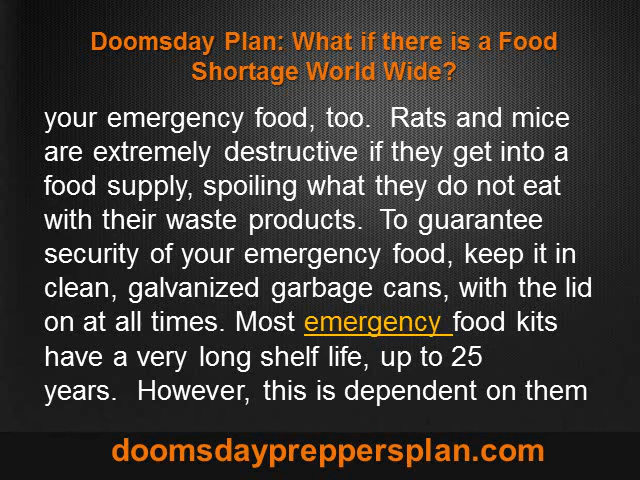 Doomsday Plan: What if there is a Food
Shortage World Wide?
your emergency food, too.  Rats and mice
are extremely destructive if they get into a
food supply, spoiling what they do not eat
with their waste products.  To guarantee
security of your emergency food, keep it in
clean, galvanized garbage cans, with the lid
on at all times. Most emergency food kits
have a very long shelf life, up to 25
years.  However, this is dependent on them
doomsdaypreppersplan.com